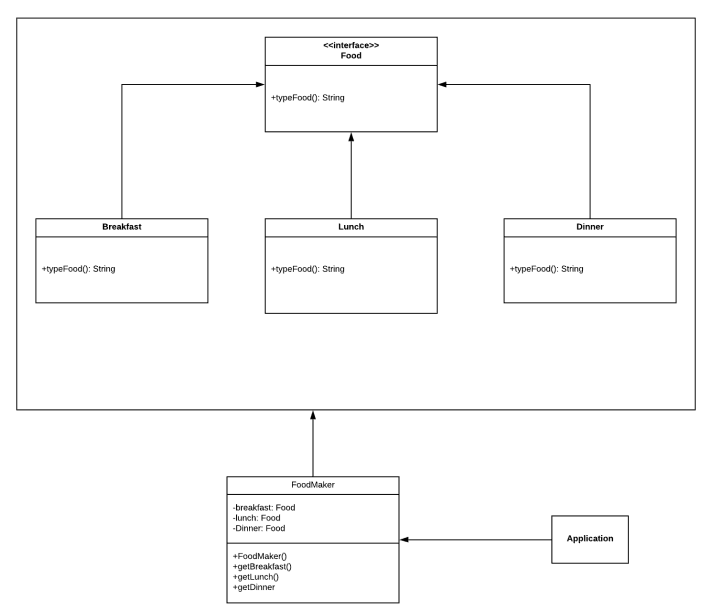 <<interface>>
Food
+typeFood(): String
Breakfast
+typeFood(): String
Lunch
+typeFood(): String
Dinner
+typeFood(): String
FoodMaker
-breakfast: Food
-lunch: Food
-Dinner: Food
+FoodMaker()
+getBreakfast()
+getLunch()
+getDinner
Application